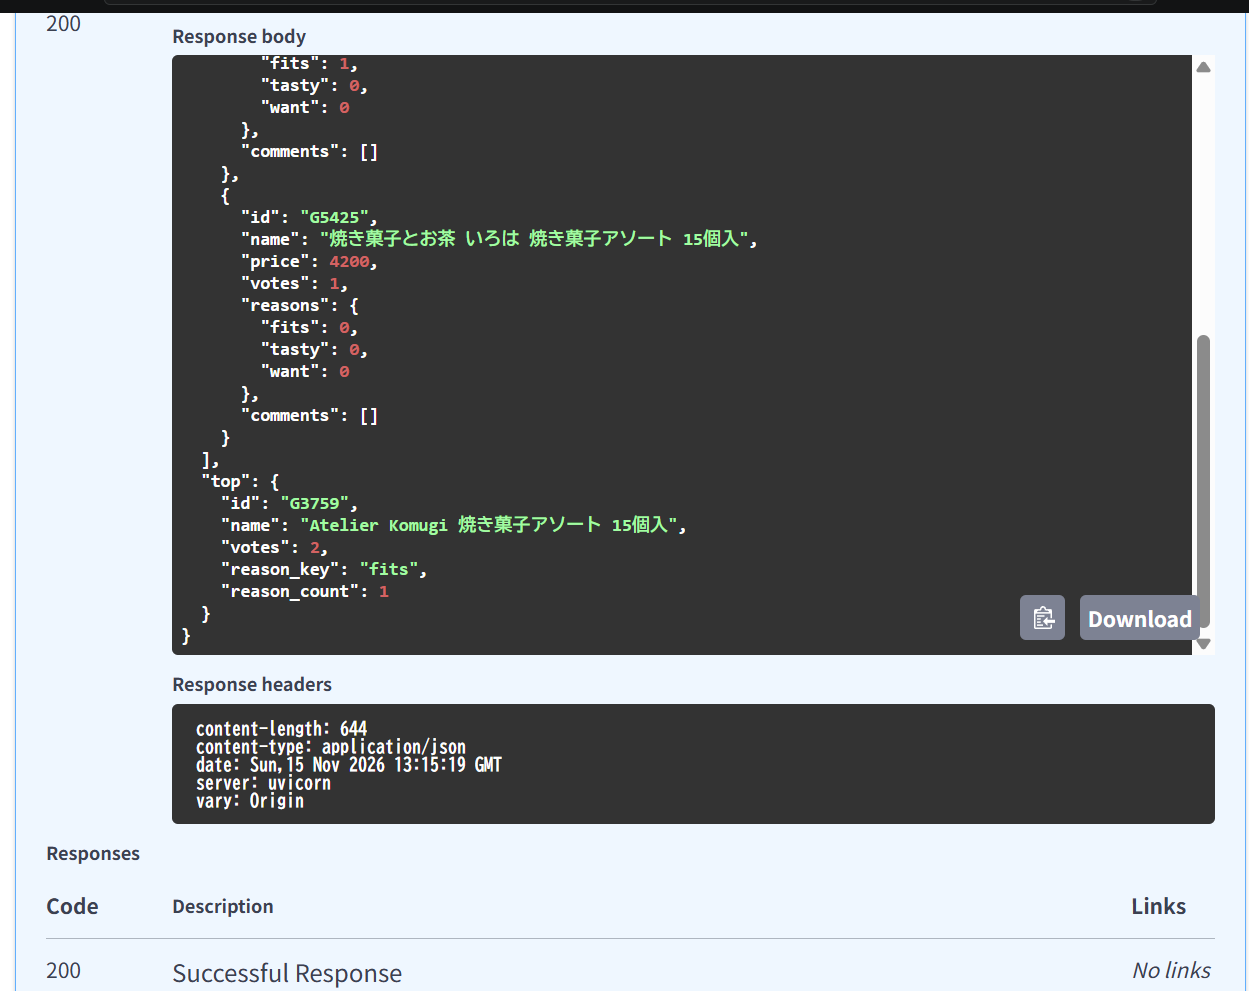 200
Response body
"fits": 1,
"tasty": 0,
"want": 0
},
"comments": []
},
{
"id": "G5425",
"name": "焼き菓子とお茶 いろは 焼き菓子アソート 15個入",
"price": 4200,
"votes": 1,
"reasons": {
"fits": 0,
"tasty": 0,
"want": 0
},
"comments": []
}
],
"top": {
"id": "G3759",
"name": "Atelier Komugi 焼き菓子アソート 15個入",
"votes": 2,
"reason_key": "fits",
"reason_count": 1
}
}
Download
Response headers
content-length: 644
content-type: application/json
date: Sun,15 Nov 2026 13:15:19 GMT
server: uvicorn
vary: Origin
Responses
Code Description Links
200 Successful Response No links